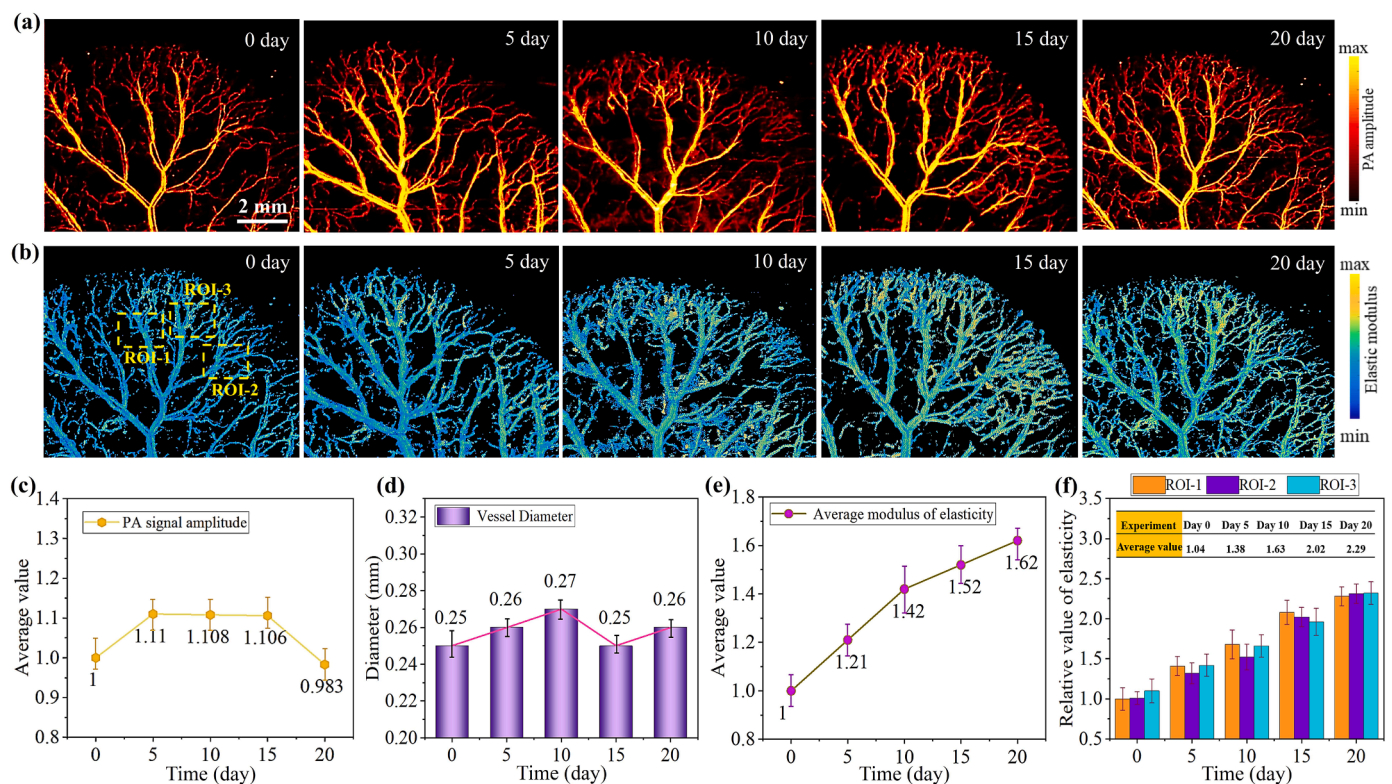 (a)
0 day
5 day
10 day
15 day
20 day
2 mm
max
PA amplitude
min
(b)
0 day
5 day
10 day
15 day
20 day
ROI-3
ROI-1
ROI-2
max
Elastic modulus
min
(c)
1.4
1.3
1.2
1.1
1.0
0.9
0.8
Average value
PA signal amplitude
1
1.11
1.108
1.106
0.983
0 5 10 15 20
Time (day)
(d)
0.32
0.30
0.28
0.26
0.24
0.22
0.20
Diameter (mm)
Vessel Diameter
0.25
0.26
0.27
0.25
0.26
0 5 10 15 20
Time (day)
(e)
1.8
1.6
1.4
1.2
1.0
0.8
Average value
Average modulus of elasticity
1
1.21
1.42
1.52
1.62
0 5 10 15 20
Time (day)
(f)
ROI-1 ROI-2 ROI-3
3.5
3.0
2.5
2.0
1.5
1.0
0.5
Relative value of elasticity
Experiment Day 0 Day 5 Day 10 Day 15 Day 20
Average value 1.04 1.38 1.63 2.02 2.29
0 5 10 15 20
Time (day)